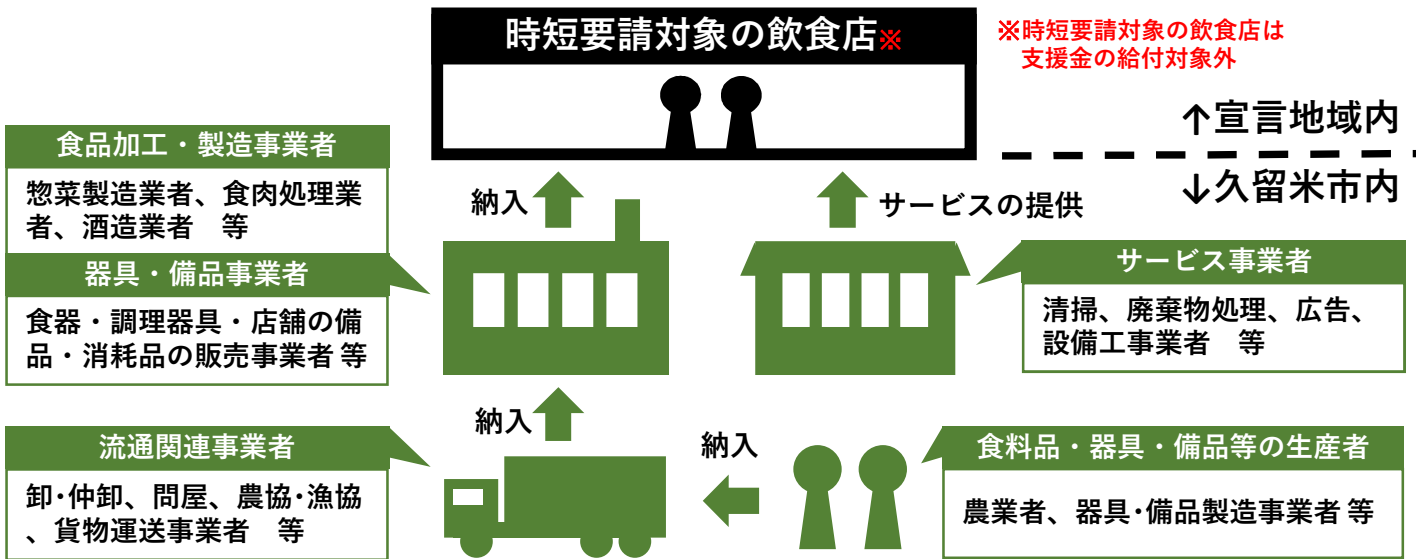 時短要請対象の飲食店※
※時短要請対象の飲食店は
支援金の給付対象外
↑宣言地域内
↓久留米市内
食品加工・製造事業者
惣菜製造業者、食肉処理業
者、酒造業者　等
納入
サービスの提供
器具・備品事業者
食器・調理器具・店舗の備
品・消耗品の販売事業者 等
サービス事業者
清掃、廃棄物処理、広告、
設備工事業者　等
納入
流通関連事業者
卸・仲卸、問屋、農協・漁協
、貨物運送事業者　等
納入
食料品・器具・備品等の生産者
農業者、器具・備品製造事業者 等